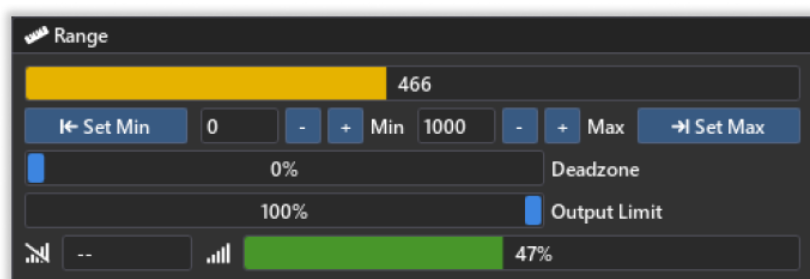 Range
466
Set Min 0 - + Min 1000 - + Max Set Max
0% Deadzone
100% Output Limit
-- 47%